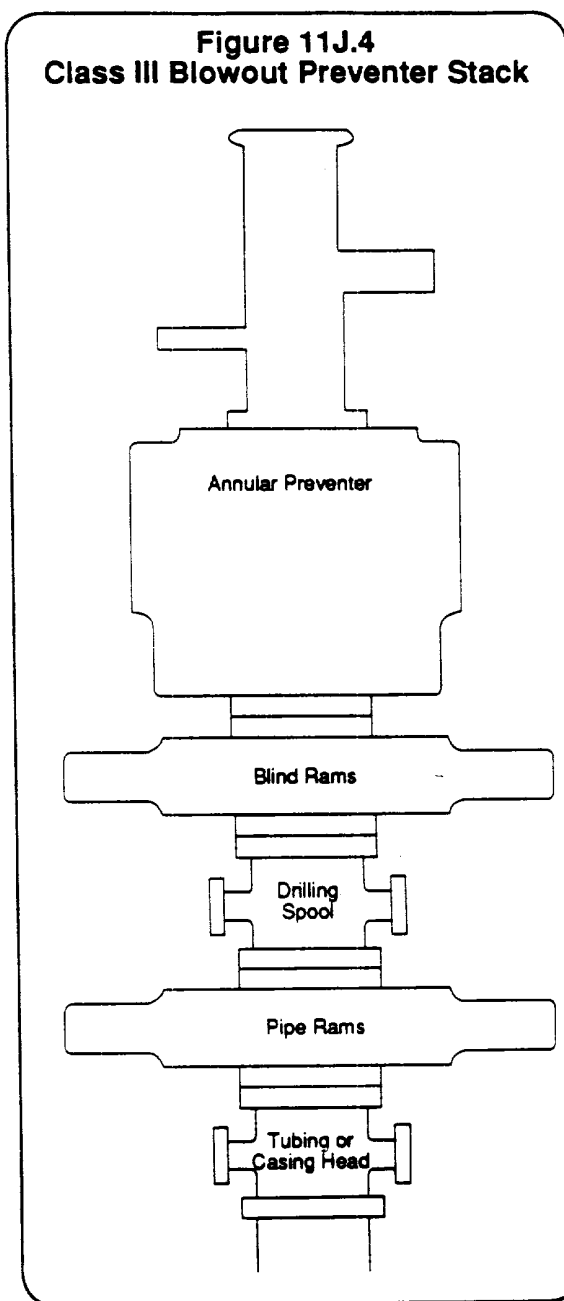 Figure 11J.4
Class III Blowout Preventer Stack
Annular Preventer
Blind Rams
Drilling
Spool
Pipe Rams
Tubing or
Casing Head